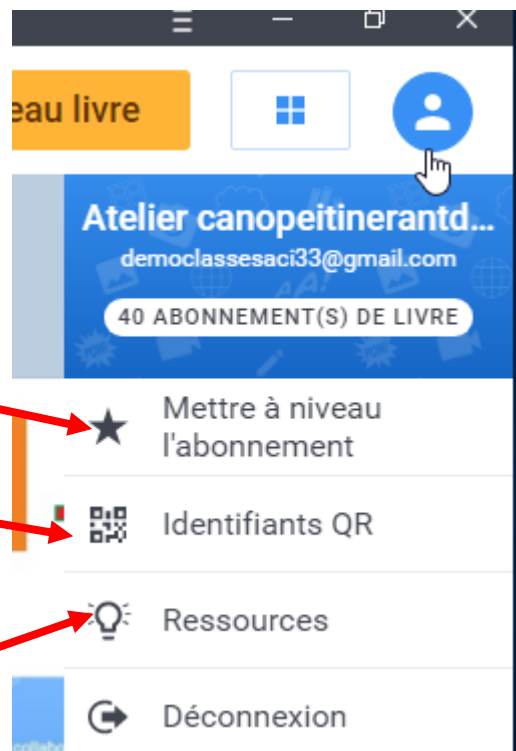 eau livre
Atelier canopeitinerantd...
democlassesaci33@gmail.com
40 ABONNEMENT(S) DE LIVRE
Mettre à niveau
l'abonnement
Identifiants QR
Ressources
Déconnexion